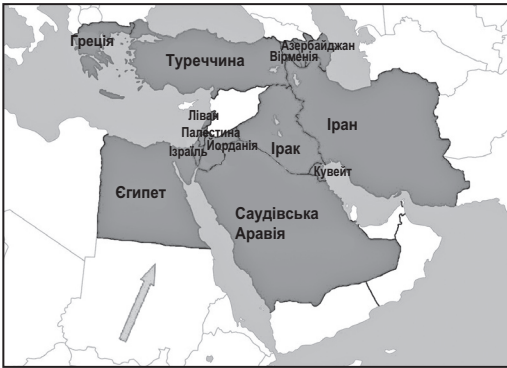 Греція
Азербайджан
Вірменія
Туреччина
Ліван
Палестина
Ізраїль
Йорданія
Ірак
Іран
Кувейт
Єгипет
Саудівська
Аравія